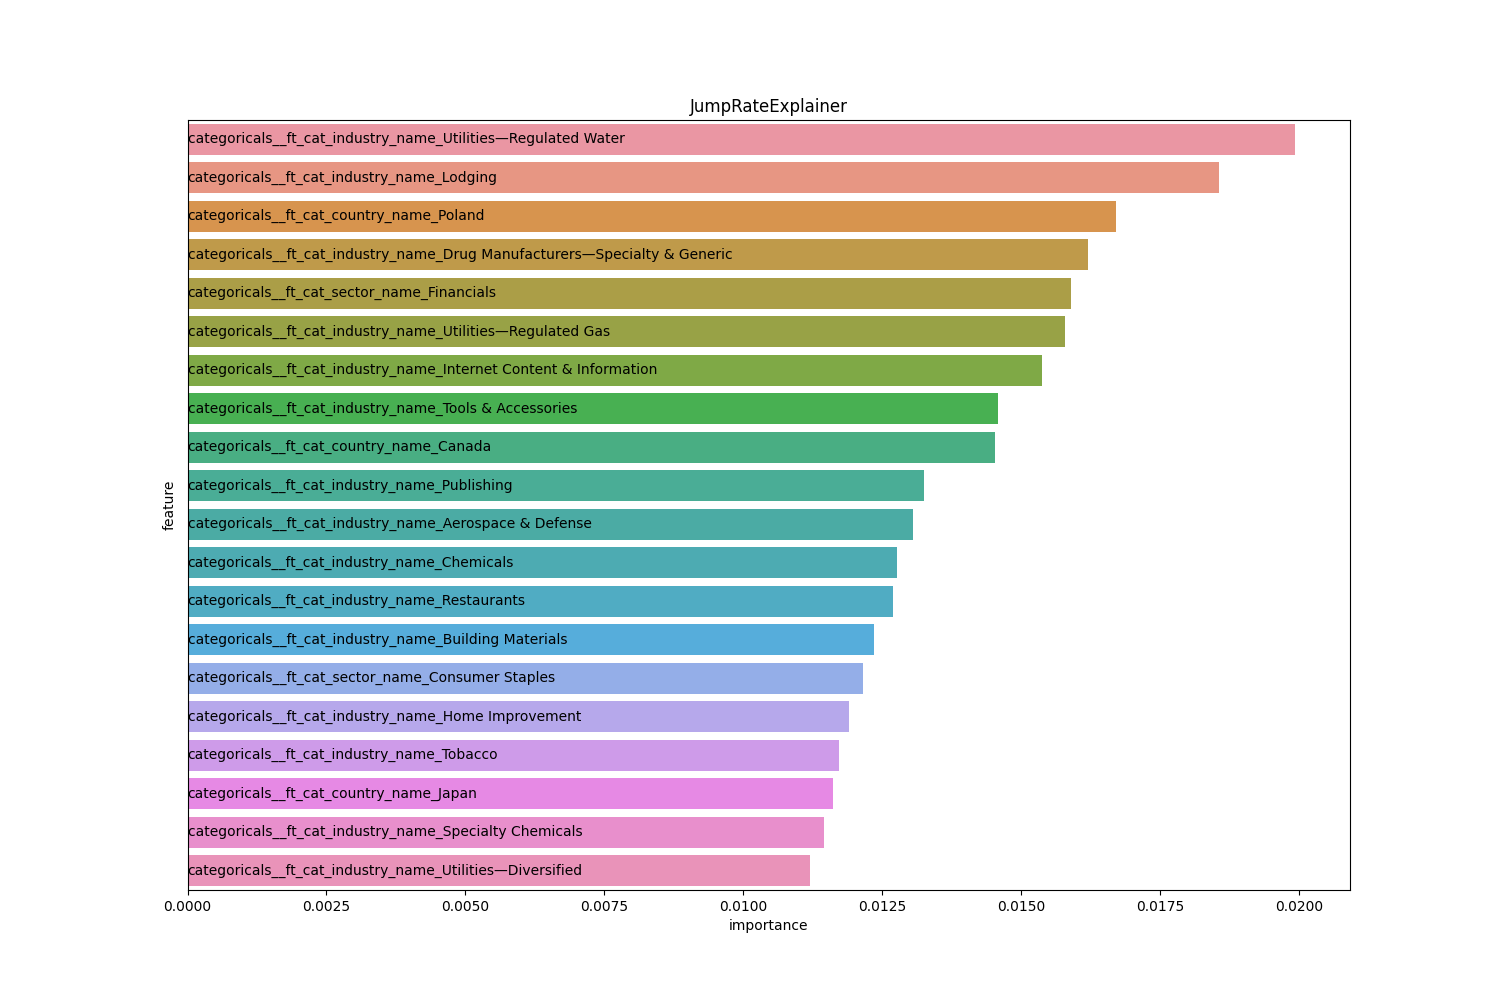 JumpRateExplainer
categoricals__ft_cat_industry_name_Utilities—Regulated Water
categoricals__ft_cat_industry_name_Lodging
categoricals__ft_cat_country_name_Poland
categoricals__ft_cat_industry_name_Drug Manufacturers—Specialty & Generic
categoricals__ft_cat_sector_name_Financials
categoricals__ft_cat_industry_name_Utilities—Regulated Gas
categoricals__ft_cat_industry_name_Internet Content & Information
categoricals__ft_cat_industry_name_Tools & Accessories
categoricals__ft_cat_country_name_Canada
categoricals__ft_cat_industry_name_Publishing
feature
categoricals__ft_cat_industry_name_Aerospace & Defense
categoricals__ft_cat_industry_name_Chemicals
categoricals__ft_cat_industry_name_Restaurants
categoricals__ft_cat_industry_name_Building Materials
categoricals__ft_cat_sector_name_Consumer Staples
categoricals__ft_cat_industry_name_Home Improvement
categoricals__ft_cat_industry_name_Tobacco
categoricals__ft_cat_country_name_Japan
categoricals__ft_cat_industry_name_Specialty Chemicals
categoricals__ft_cat_industry_name_Utilities—Diversified
0.0000 0.0025 0.0050 0.0075 0.0100 0.0125 0.0150 0.0175 0.0200
importance